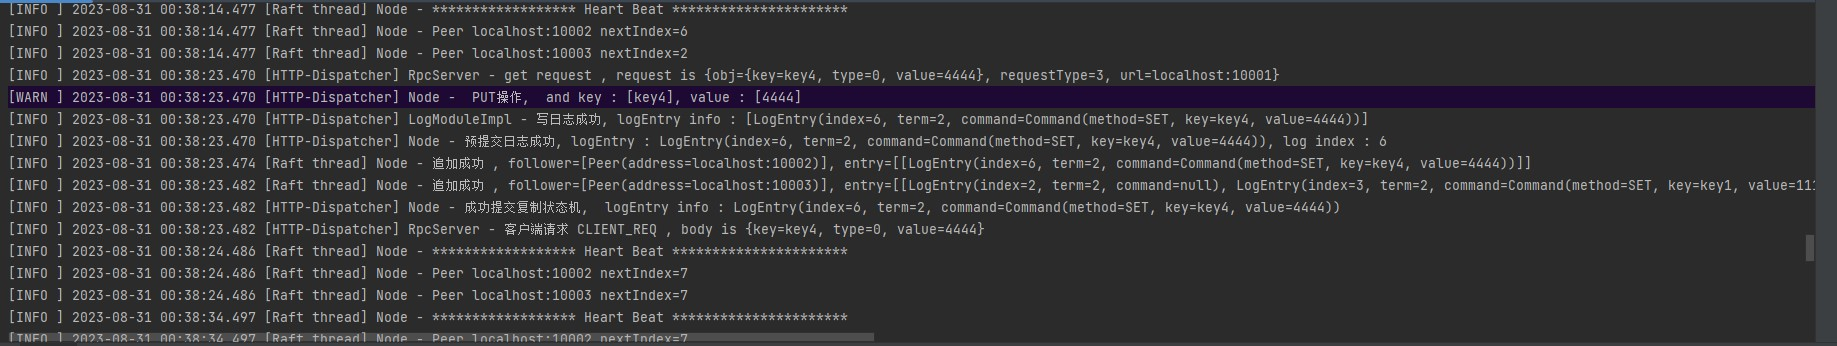 [INFO ] 2023-08-31 00:38:14.477 [Raft thread] Node - ****************** Heart Beat **********************
[INFO ] 2023-08-31 00:38:14.477 [Raft thread] Node - Peer localhost:10002 nextIndex=6
[INFO ] 2023-08-31 00:38:14.477 [Raft thread] Node - Peer localhost:10003 nextIndex=2
[INFO ] 2023-08-31 00:38:23.470 [HTTP-Dispatcher] RpcServer - get request , request is {obj={key=key4, type=0, value=4444}, requestType=3, url=localhost:10001}
[WARN ] 2023-08-31 00:38:23.470 [HTTP-Dispatcher] Node -  PUT操作,  and key : [key4], value : [4444]
[INFO ] 2023-08-31 00:38:23.470 [HTTP-Dispatcher] LogModuleImpl - 写日志成功, logEntry info : [LogEntry(index=6, term=2, command=Command(method=SET, key=key4, value=4444))]
[INFO ] 2023-08-31 00:38:23.470 [HTTP-Dispatcher] Node - 预提交日志成功, logEntry : LogEntry(index=6, term=2, command=Command(method=SET, key=key4, value=4444)), log index : 6
[INFO ] 2023-08-31 00:38:23.474 [Raft thread] Node - 追加成功 , follower=[Peer(address=localhost:10002)], entry=[[LogEntry(index=6, term=2, command=Command(method=SET, key=key4, value=4444))]]
[INFO ] 2023-08-31 00:38:23.482 [Raft thread] Node - 追加成功 , follower=[Peer(address=localhost:10003)], entry=[[LogEntry(index=2, term=2, command=null), LogEntry(index=3, term=2, command=Command(method=SET, key=key1, value=111
[INFO ] 2023-08-31 00:38:23.482 [HTTP-Dispatcher] Node - 成功提交复制状态机,  logEntry info : LogEntry(index=6, term=2, command=Command(method=SET, key=key4, value=4444))
[INFO ] 2023-08-31 00:38:23.482 [HTTP-Dispatcher] RpcServer - 客户端请求 CLIENT_REQ , body is {key=key4, type=0, value=4444}
[INFO ] 2023-08-31 00:38:24.486 [Raft thread] Node - ****************** Heart Beat **********************
[INFO ] 2023-08-31 00:38:24.486 [Raft thread] Node - Peer localhost:10002 nextIndex=7
[INFO ] 2023-08-31 00:38:24.486 [Raft thread] Node - Peer localhost:10003 nextIndex=7
[INFO ] 2023-08-31 00:38:34.497 [Raft thread] Node - ****************** Heart Beat **********************
[INFO ] 2023-08-31 00:38:34.497 [Raft thread] Node - Peer localhost:10002 nextIndex=7